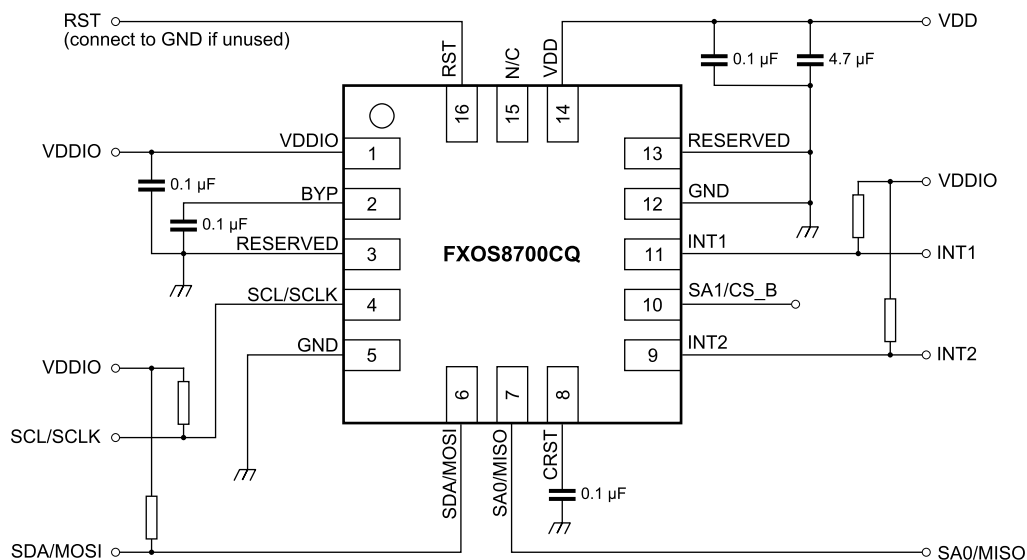 RST
(connect to GND if unused)
VDD
RST
N/C
VDD
0.1 µF
4.7 µF
16
15
14
VDDIO
VDDIO
1
13
RESERVED
0.1 µF
BYP
2
12
GND
VDDIO
0.1 µF
RESERVED
3
FXOS8700CQ
11
INT1
INT1
SCL/SCLK
4
10
SA1/CS_B
GND
5
9
INT2
INT2
VDDIO
6
7
8
SCL/SCLK
SDA/MOSI
SA0/MISO
CRST
0.1 µF
SDA/MOSI
SA0/MISO